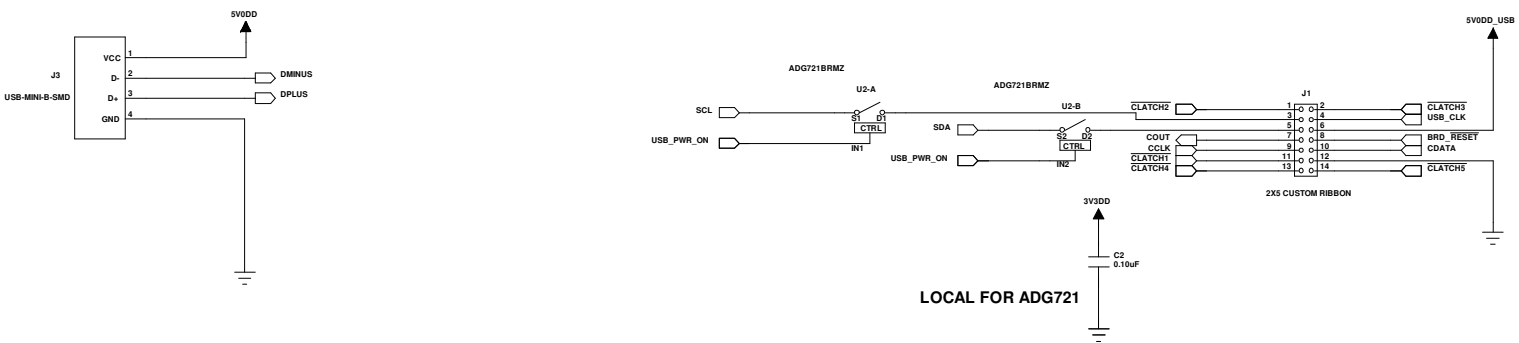 5V0DD
J3
USB-MINI-B-SMD
VCC 1
D- 2
D+ 3
GND 4
DMINUS
DPLUS
ADG721BRMZ
U2-A
SCL
S1 D1
CTRL
USB_PWR_ON
IN1
ADG721BRMZ
U2-B
SDA
S2 D2
CTRL
USB_PWR_ON
IN2
5V0DD_USB
J1
CLATCH2 1 2 CLATCH3
3 4 USB_CLK
5 6
COUT 7 8 BRD_RESET
CCLK 9 10 CDATA
CLATCH1 11 12
CLATCH4 13 14 CLATCH5
2X5 CUSTOM RIBBON
3V3DD
C2
0.10uF
LOCAL FOR ADG721